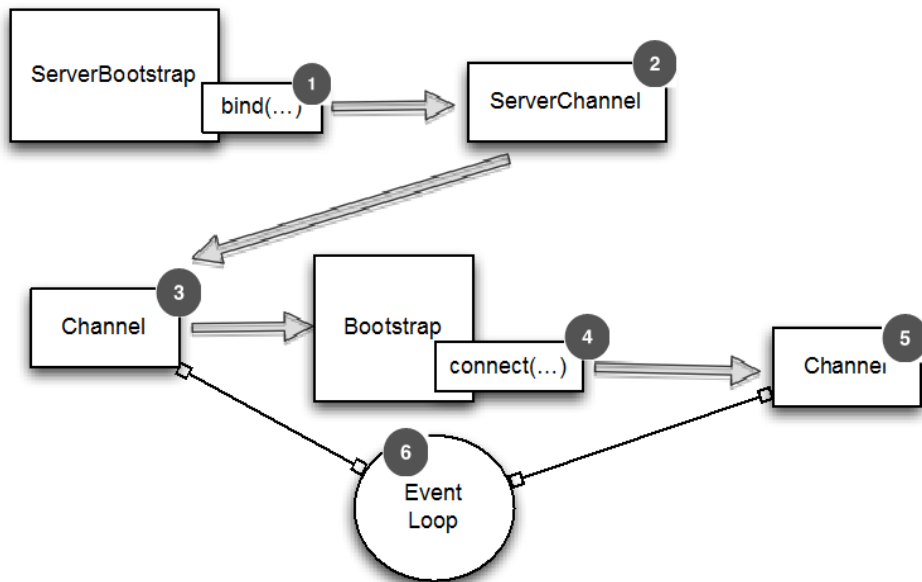 ServerBootstrap
1
bind(…)
2
ServerChannel
3
Channel
Bootstrap
4
connect(…)
5
Channel
6
Event
Loop